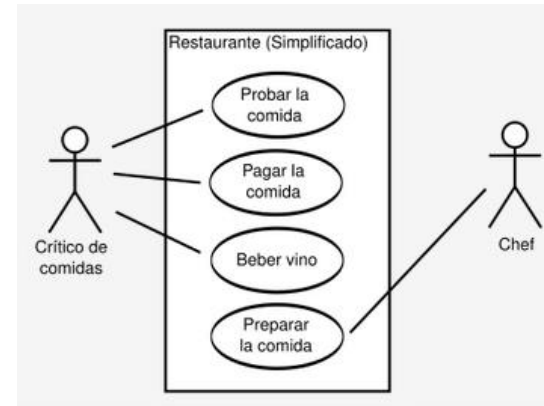 Restaurante (Simplificado)
Probar la
comida
Pagar la
comida
Beber vino
Preparar
la comida
Crítico de
comidas
Chef